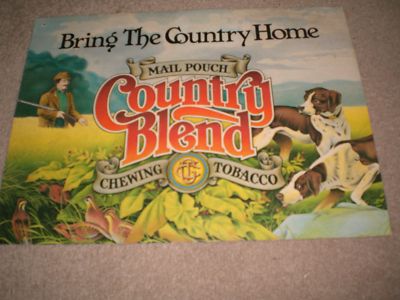 Bring The Country Home
MAIL POUCH
Country
Blend
CHEWING TOBACCO